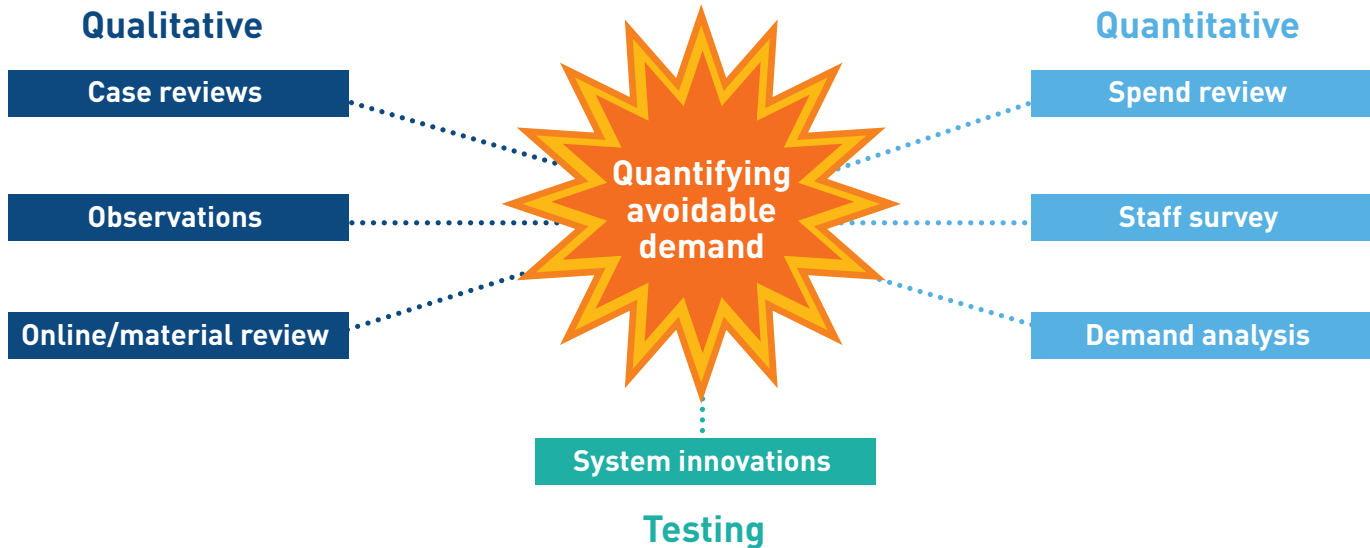 Qualitative
Case reviews
Observations
Online/material review
Quantifying
avoidable
demand
Quantitative
Spend review
Staff survey
Demand analysis
System innovations
Testing